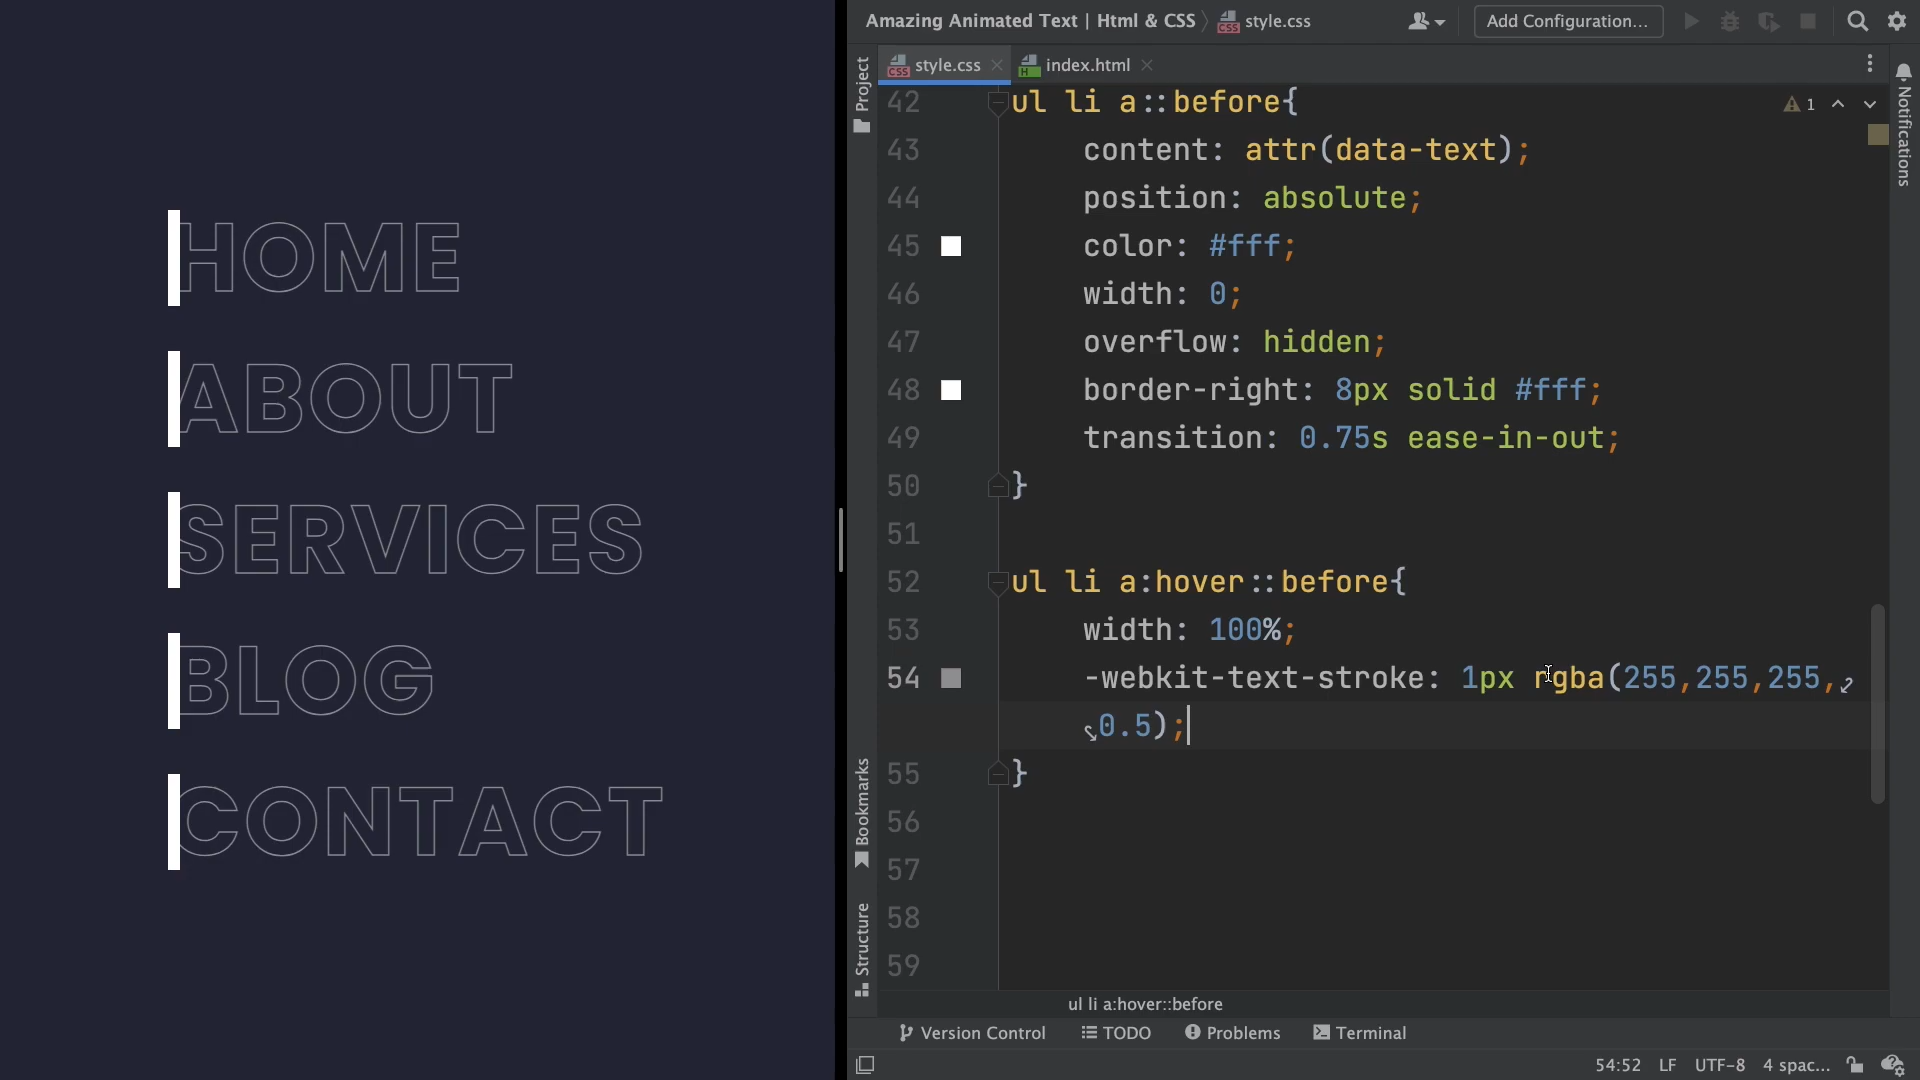 HOME
ABOUT
SERVICES
BLOG
CONTACT
Amazing Animated Text | Html & CSS
style.css
Add Configuration...
style.css
index.html
Project
Notifications
1
42 ul li a::before{
43 content: attr(data-text);
44 position: absolute;
45 color: #fff;
46 width: 0;
47 overflow: hidden;
48 border-right: 8px solid #fff;
49 transition: 0.75s ease-in-out;
50 }
51
52 ul li a:hover::before{
53 width: 100%;
54 -webkit-text-stroke: 1px rgba(255,255,255,
0.5);
55 }
56
57
58
59
Bookmarks
Structure
ul li a:hover::before
Version Control
TODO
Problems
Terminal
54:52 LF UTF-8 4 spac...